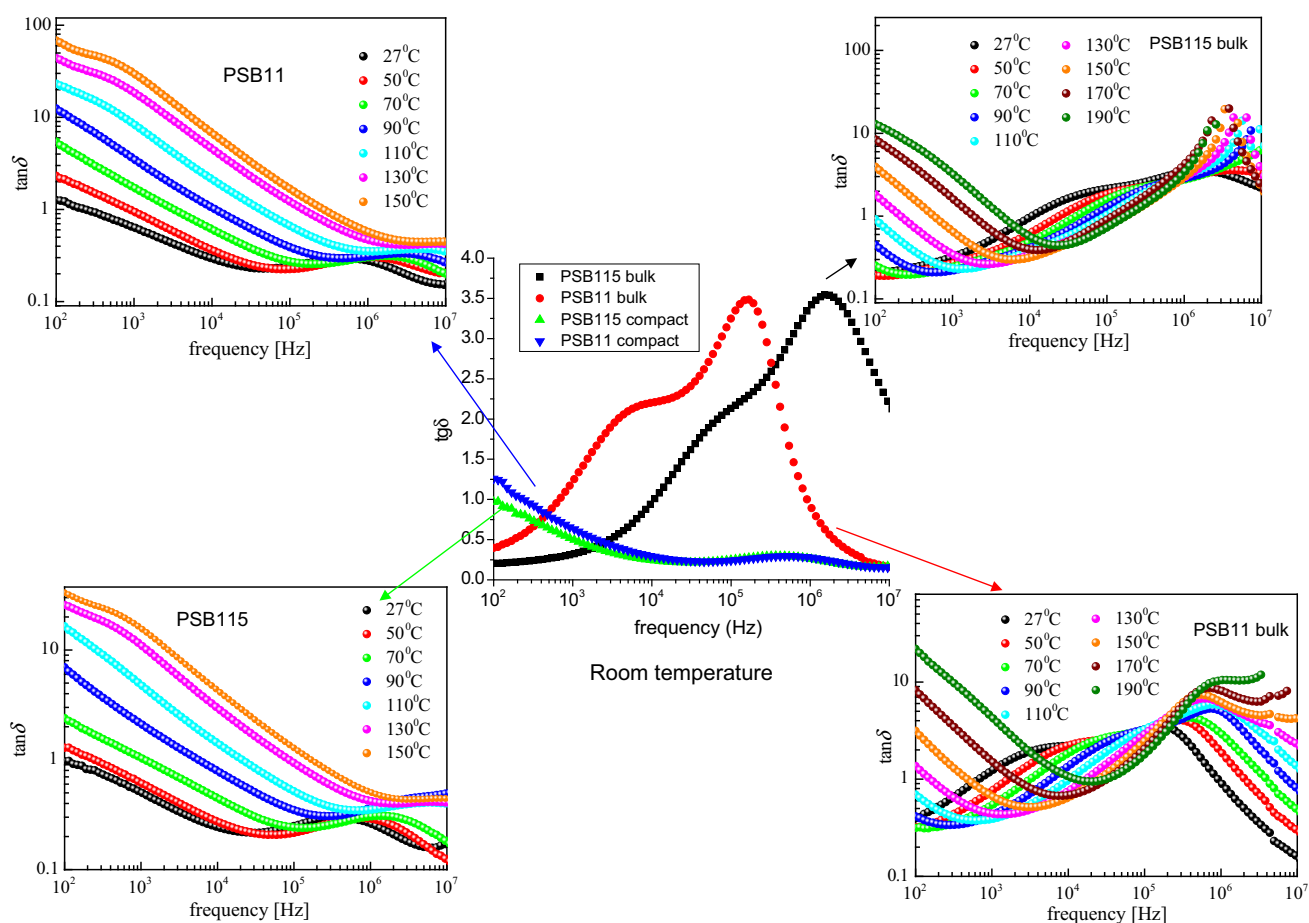 PSB11
tanδ
100
10
1
0.1
10² 10³ 10⁴ 10⁵ 10⁶ 10⁷
frequency [Hz]
27⁰C
50⁰C
70⁰C
90⁰C
110⁰C
130⁰C
150⁰C
PSB115 bulk
tanδ
100
10
1
0.1
10² 10³ 10⁴ 10⁵ 10⁶ 10⁷
frequency [Hz]
27⁰C 130⁰C
50⁰C 150⁰C
70⁰C 170⁰C
90⁰C 190⁰C
110⁰C
PSB115 bulk
PSB11 bulk
PSB115 compact
PSB11 compact
tgδ
4.0
3.5
3.0
2.5
2.0
1.5
1.0
0.5
0.0
10² 10³ 10⁴ 10⁵ 10⁶ 10⁷
frequency (Hz)
Room temperature
PSB115
tanδ
10
1
0.1
10² 10³ 10⁴ 10⁵ 10⁶ 10⁷
frequency [Hz]
27⁰C
50⁰C
70⁰C
90⁰C
110⁰C
130⁰C
150⁰C
PSB11 bulk
tanδ
100
10
1
0.1
10² 10³ 10⁴ 10⁵ 10⁶ 10⁷
frequency [Hz]
27⁰C 130⁰C
50⁰C 150⁰C
70⁰C 170⁰C
90⁰C 190⁰C
110⁰C